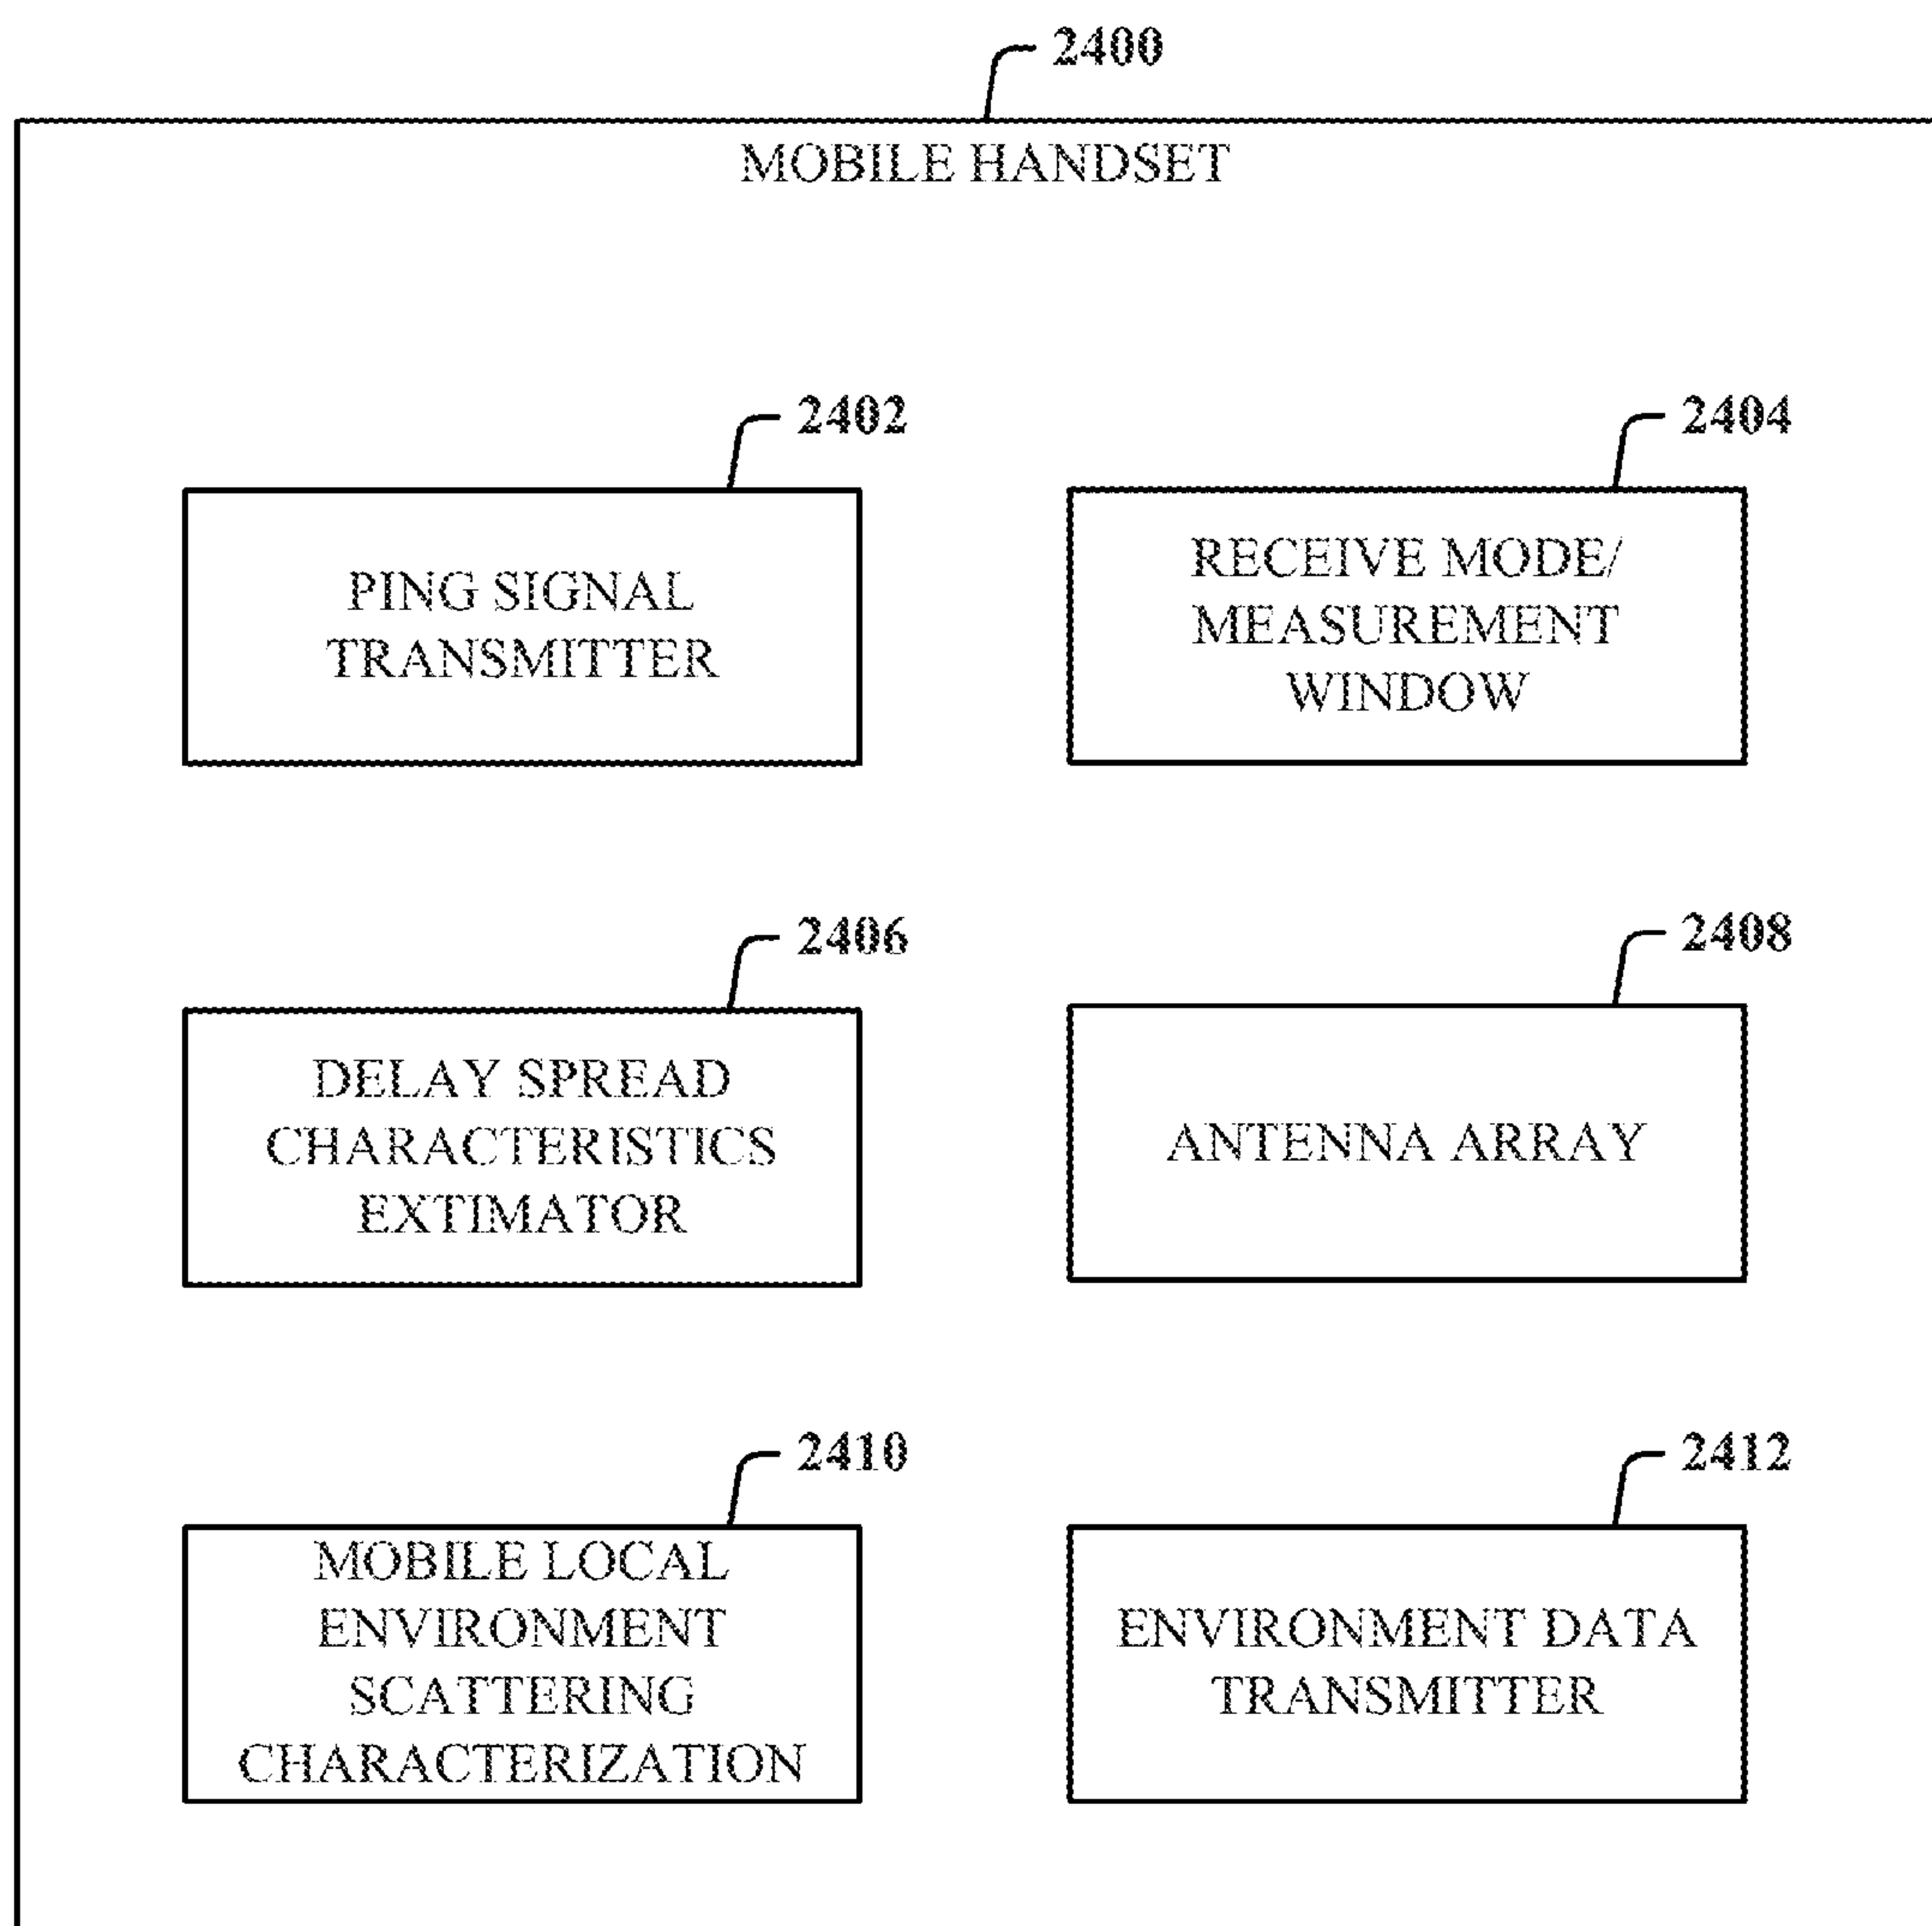 2400
MOBILE HANDSET
2402
PING SIGNAL
TRANSMITTER
2404
RECEIVE MODE/
MEASUREMENT
WINDOW
2406
DELAY SPREAD
CHARACTERISTICS
EXTIMATOR
2408
ANTENNA ARRAY
2410
MOBILE LOCAL
ENVIRONMENT
SCATTERING
CHARACTERIZATION
2412
ENVIRONMENT DATA
TRANSMITTER